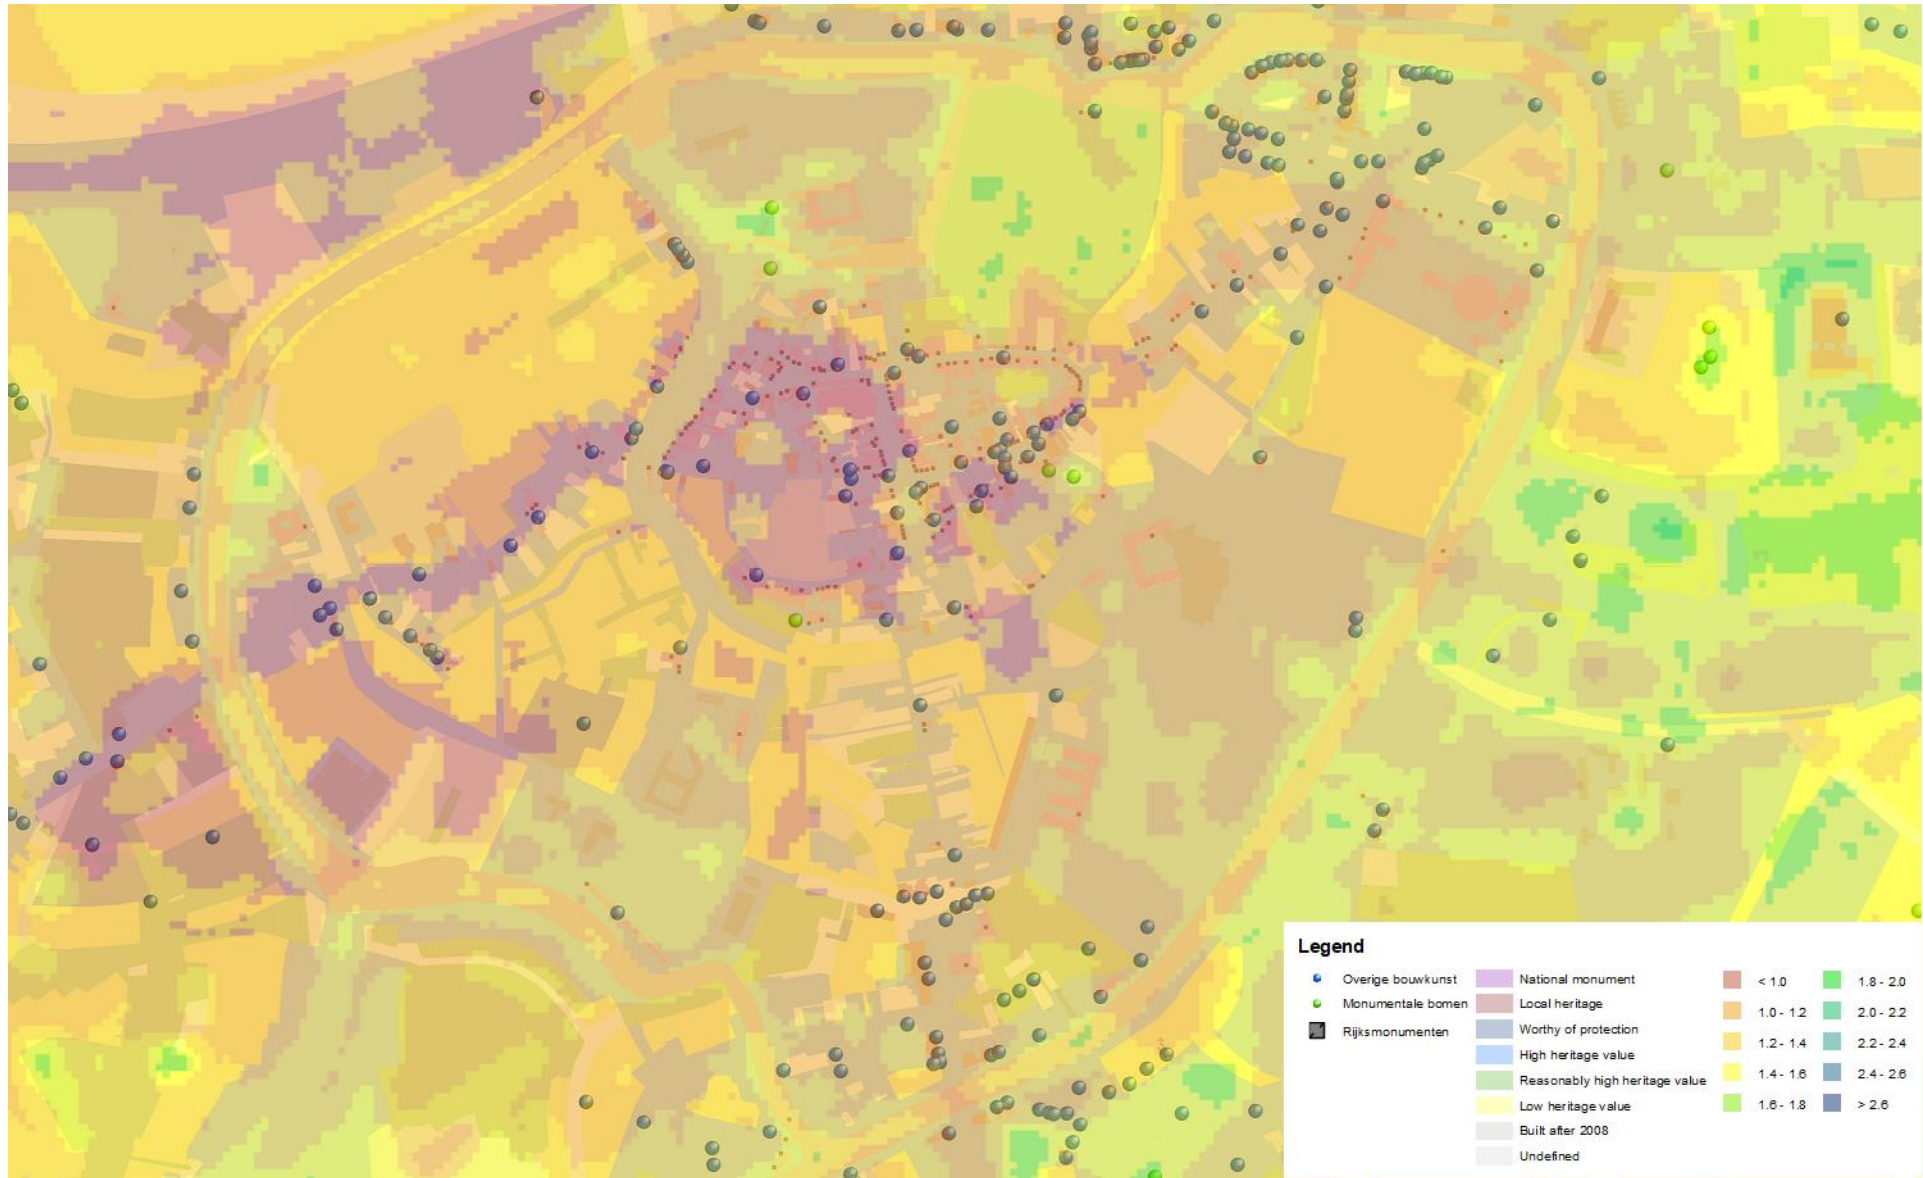 Legend
Overige bouwkunst
Monumentale bomen
Rijksmonumenten
National monument
Local heritage
Worthy of protection
High heritage value
Reasonably high heritage value
Low heritage value
Built after 2008
Undefined
< 1.0
1.0 - 1.2
1.2 - 1.4
1.4 - 1.6
1.6 - 1.8
1.8 - 2.0
2.0 - 2.2
2.2 - 2.4
2.4 - 2.6
> 2.6